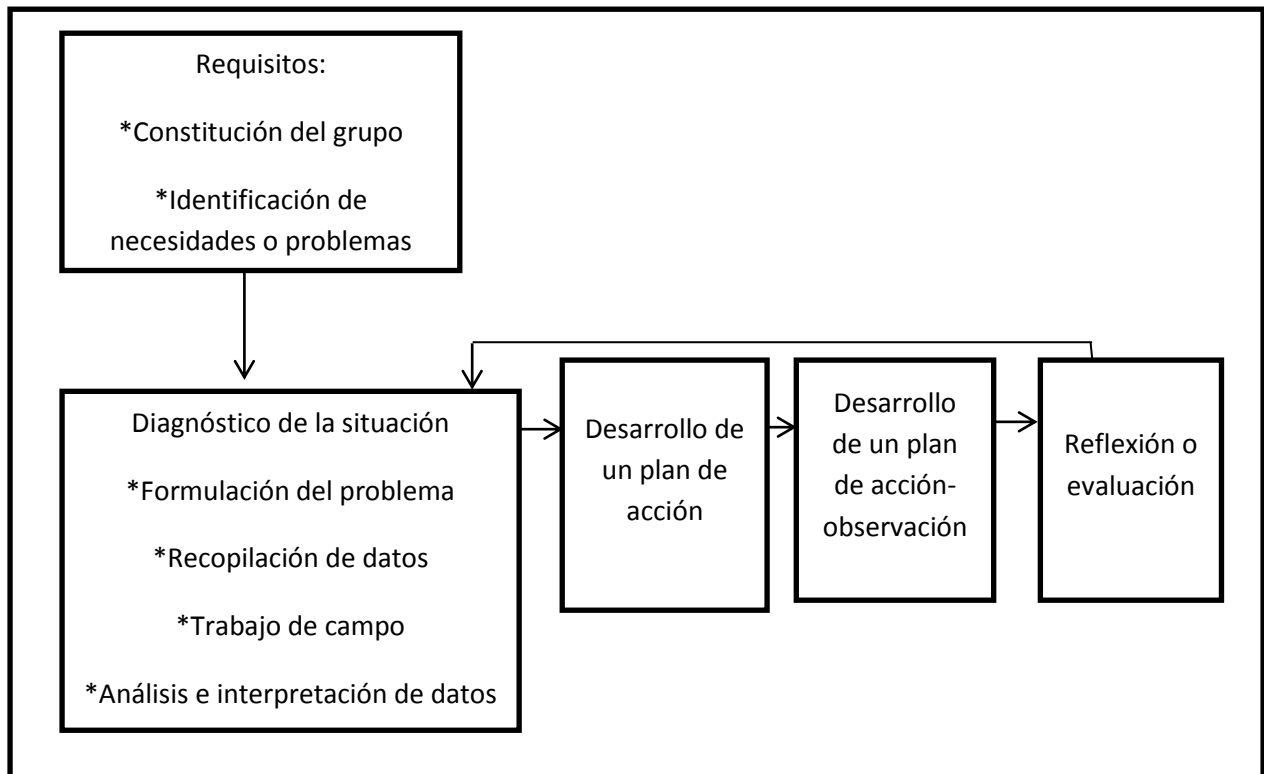 Requisitos:
*Constitución del grupo
*Identificación de
necesidades o problemas
Diagnóstico de la situación
*Formulación del problema
*Recopilación de datos
*Trabajo de campo
*Análisis e interpretación de datos
Desarrollo de
un plan de
acción
Desarrollo
de un plan
de acción-
observación
Reflexión o
evaluación